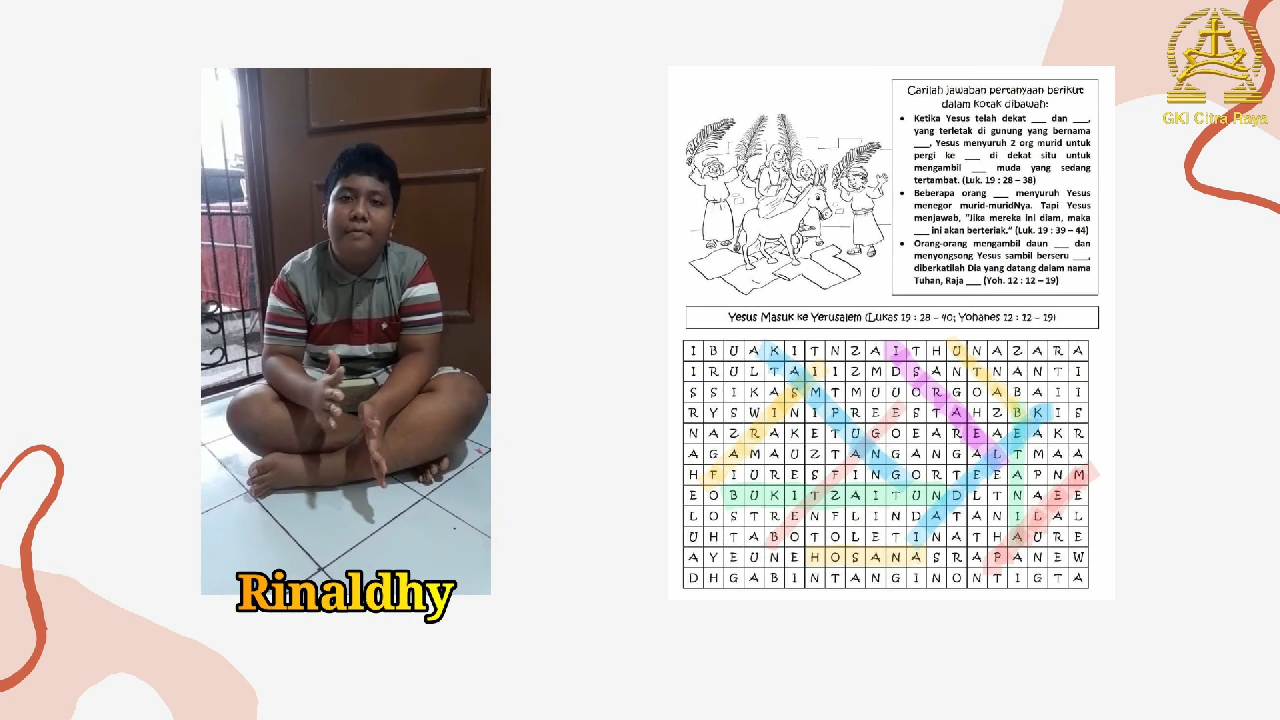 GKI Citra Raya
Rinaldhy
Carilah jawaban pertanyaan berikut
dalam kotak dibawah:
• Ketika Yesus telah dekat ___ dan ___,
yang terletak di gunung yang bernama
___. Yesus menyuruh 2 org murid untuk
pergi ke ___ di dekat situ untuk
mengambil ___ muda yang sedang
tertambat. (Luk. 19 : 28 – 38)
• Beberapa orang ___ menyuruh Yesus
menegor murid-muridNya. Tapi Yesus
menjawab, "Jika mereka ini diam, maka
___ ini akan berteriak." (Luk. 19 : 39 – 44)
• Orang-orang mengambil daun ___ dan
menyongsong Yesus sambil berseru ___,
diberkatilah Dia yang datang dalam nama
Tuhan, Raja ___ (Yoh. 12 : 12 – 19)
Yesus Masuk ke Yerusalem (Lukas 19 : 28 – 40; Yohanes 12 : 12 – 19)
I B U A K I T N Z A I T H U N A Z A R A
I R U L T A I I Z M D S A N T N A N T I
S S I K A S M T M U U O R G O A B A I I
R Y S W I N I P R E E S T A H Z B K I S
N A Z R A K E T U G O E A R E A E A K R
A G A M A U Z T A N G A N G A L T M A A
H F I U R E S F I N G O R T E E A P N M
E O B U K I T Z A I T U N D L T N A E E
L O S T R E N F L I N D A T A N I L A L
U H T A B O T O L E T I N A T H A U R E
A Y E U N E H O S A N A S R A P A N E W
D H G A B I N T A N G I N O N T I G T A